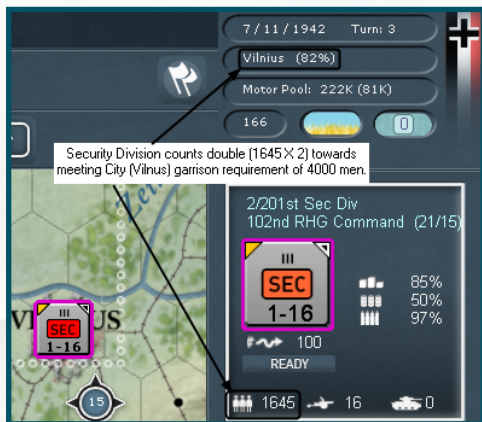 7/11/1942 Turn: 3
Vilnius (82%)
Motor Pool: 222K (81K)
166 0
Security Division counts double (1645 X 2) towards
meeting City (Vilnus) garrison requirement of 4000 men.
2/201st Sec Div
102nd RHG Command (21/15)
III
SEC
1-16
85%
50%
97%
100
READY
1645 16 0
III
SEC
1-16
15